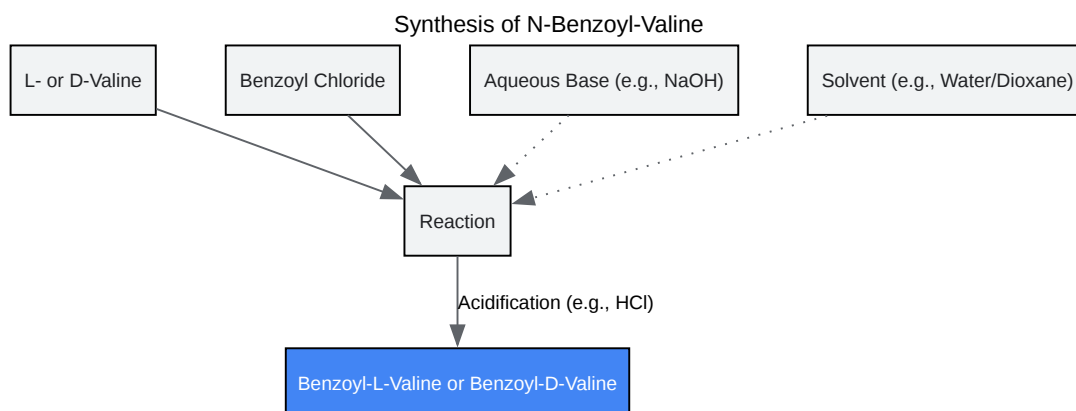 Synthesis of N-Benzoyl-Valine
L- or D-Valine
Benzoyl Chloride
Aqueous Base (e.g., NaOH)
Solvent (e.g., Water/Dioxane)
Reaction
Acidification (e.g., HCl)
Benzoyl-L-Valine or Benzoyl-D-Valine